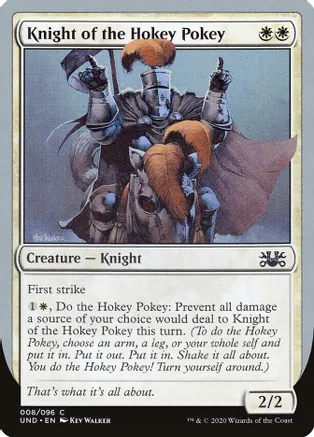 Knight of the Hokey Pokey
KEV WALKER
Creature — Knight
First strike
1, Do the Hokey Pokey: Prevent all damage
a source of your choice would deal to Knight
of the Hokey Pokey this turn. (To do the Hokey
Pokey, choose an arm, a leg, or your whole self and
put it in. Put it out. Put it in. Shake it all about.
You do the Hokey Pokey! Turn yourself around.)
That's what it's all about.
2/2
008/096 C
UND • EN Kev Walker
™ & © 2020 Wizards of the Coast